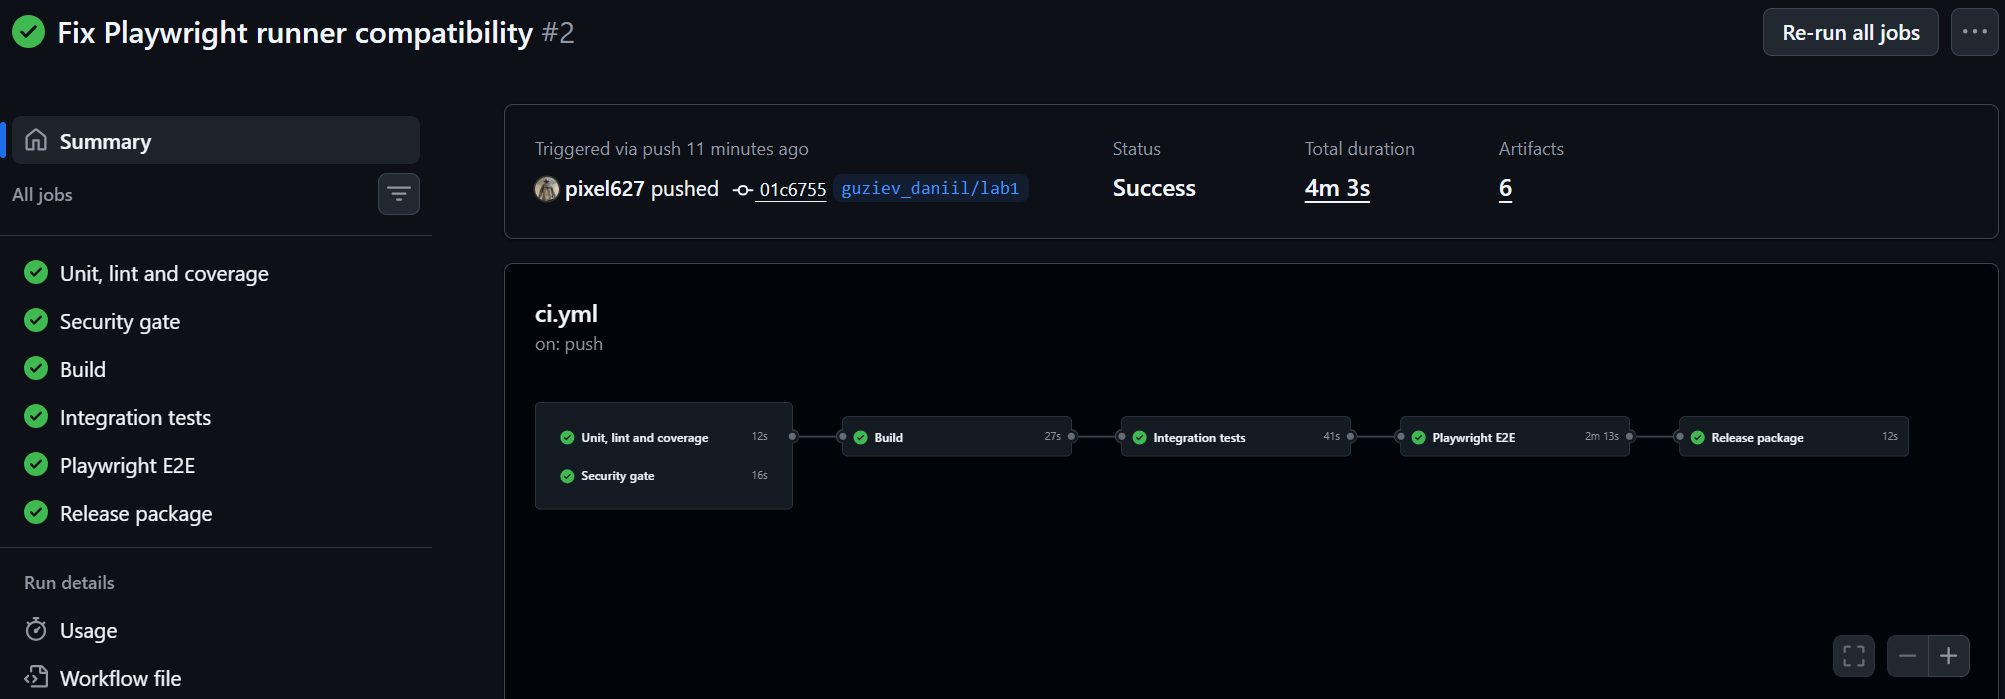 Fix Playwright runner compatibility #2
Re-run all jobs
Summary
All jobs
Unit, lint and coverage
Security gate
Build
Integration tests
Playwright E2E
Release package
Run details
Usage
Workflow file
Triggered via push 11 minutes ago
pixel627 pushed 01c6755 guziev_daniil/lab1
Status
Success
Total duration
4m 3s
Artifacts
6
ci.yml
on: push
Unit, lint and coverage 12s
Security gate 16s
Build 27s
Integration tests 41s
Playwright E2E 2m 13s
Release package 12s